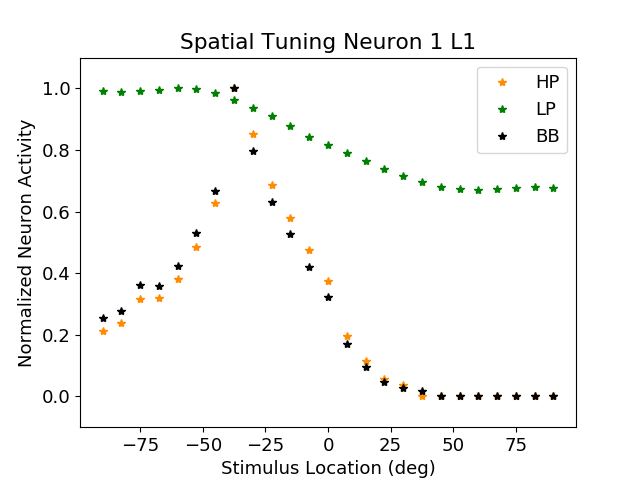 Spatial Tuning Neuron 1 L1
HP
LP
BB
Normalized Neuron Activity
1.0
0.8
0.6
0.4
0.2
0.0
−75
−50
−25
0
25
50
75
Stimulus Location (deg)